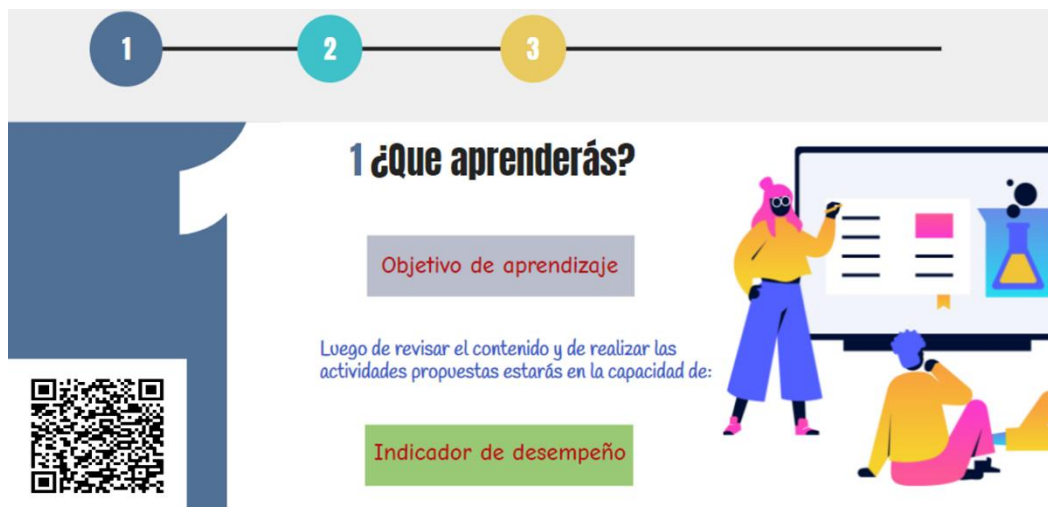 1 2 3
1
1 ¿Que aprenderás?
Objetivo de aprendizaje
Luego de revisar el contenido y de realizar las
actividades propuestas estarás en la capacidad de:
Indicador de desempeño